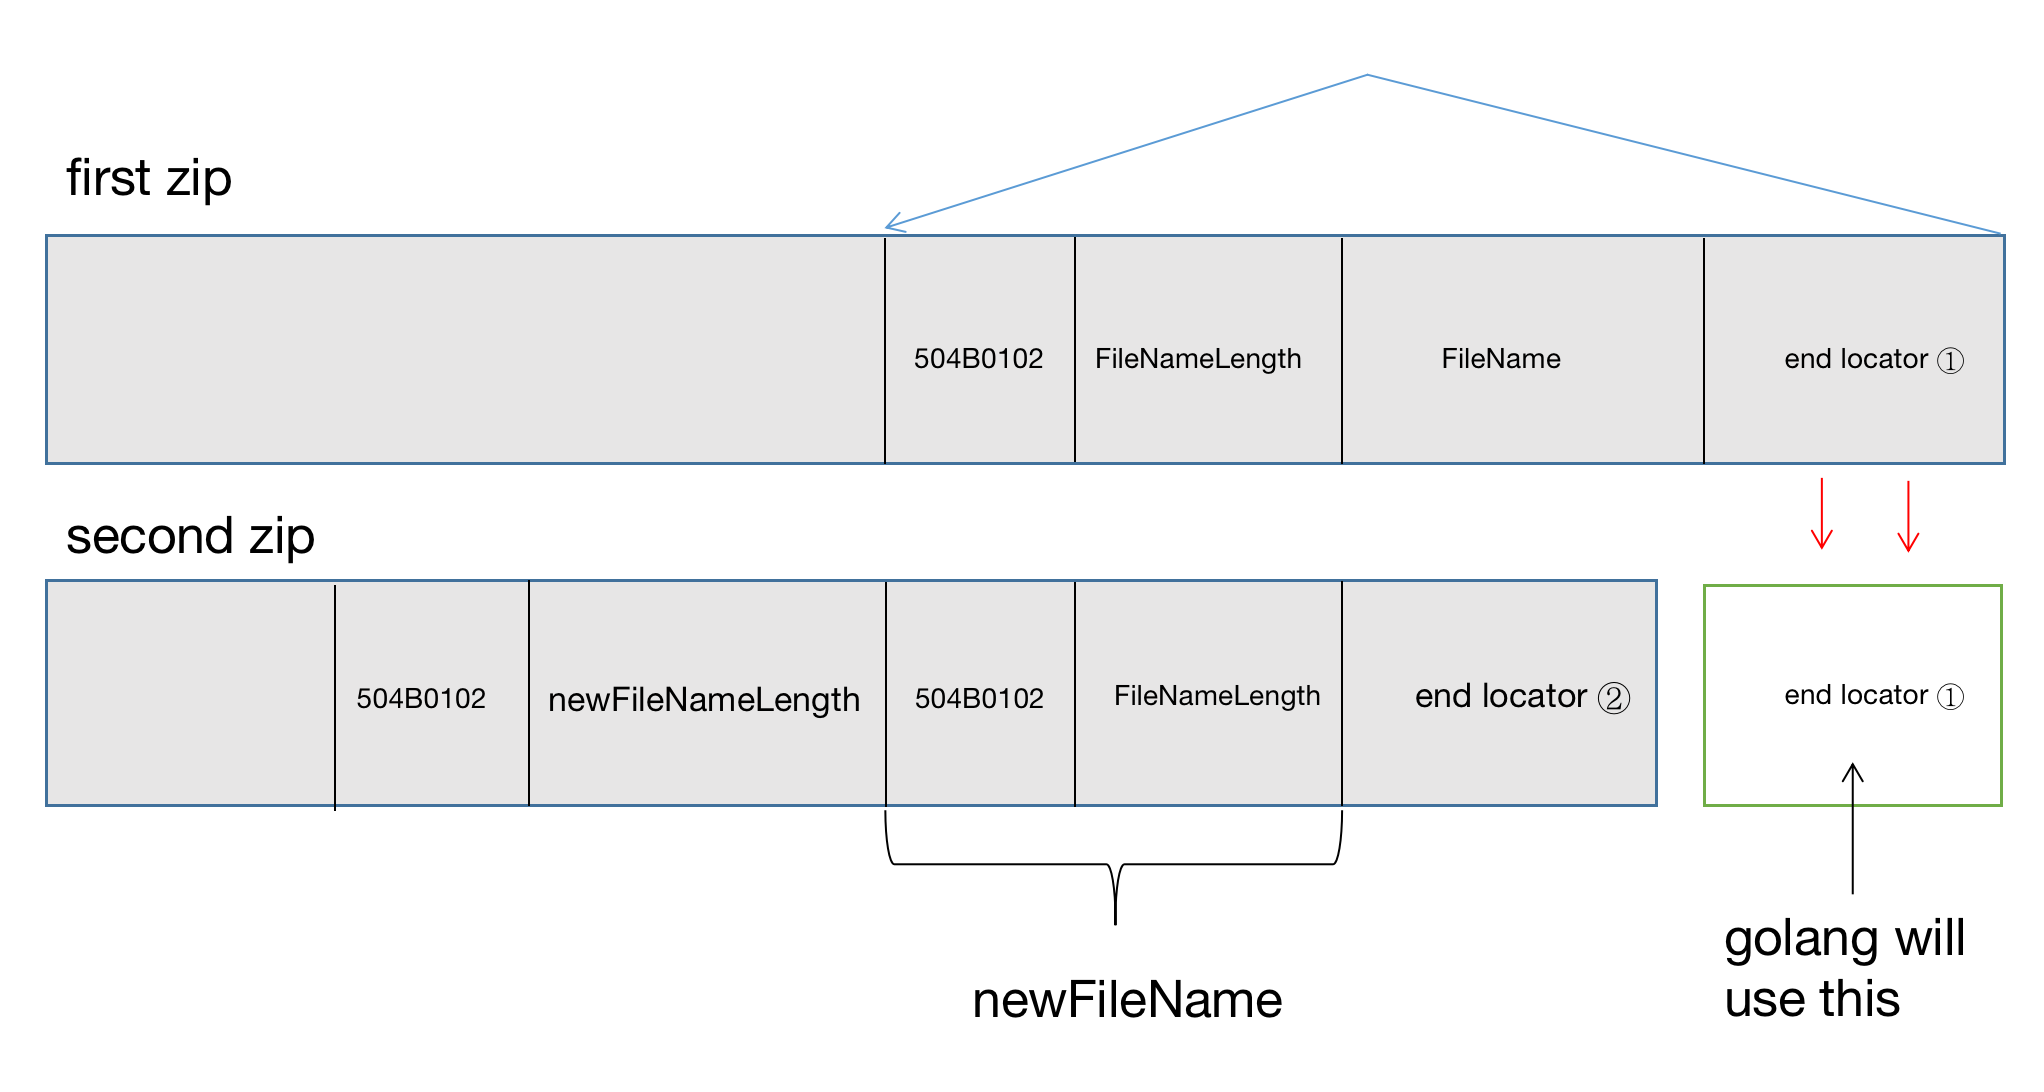 first zip
504B0102
FileNameLength
FileName
end locator ①
second zip
504B0102
newFileNameLength
504B0102
FileNameLength
end locator ②
end locator ①
newFileName
golang will
use this